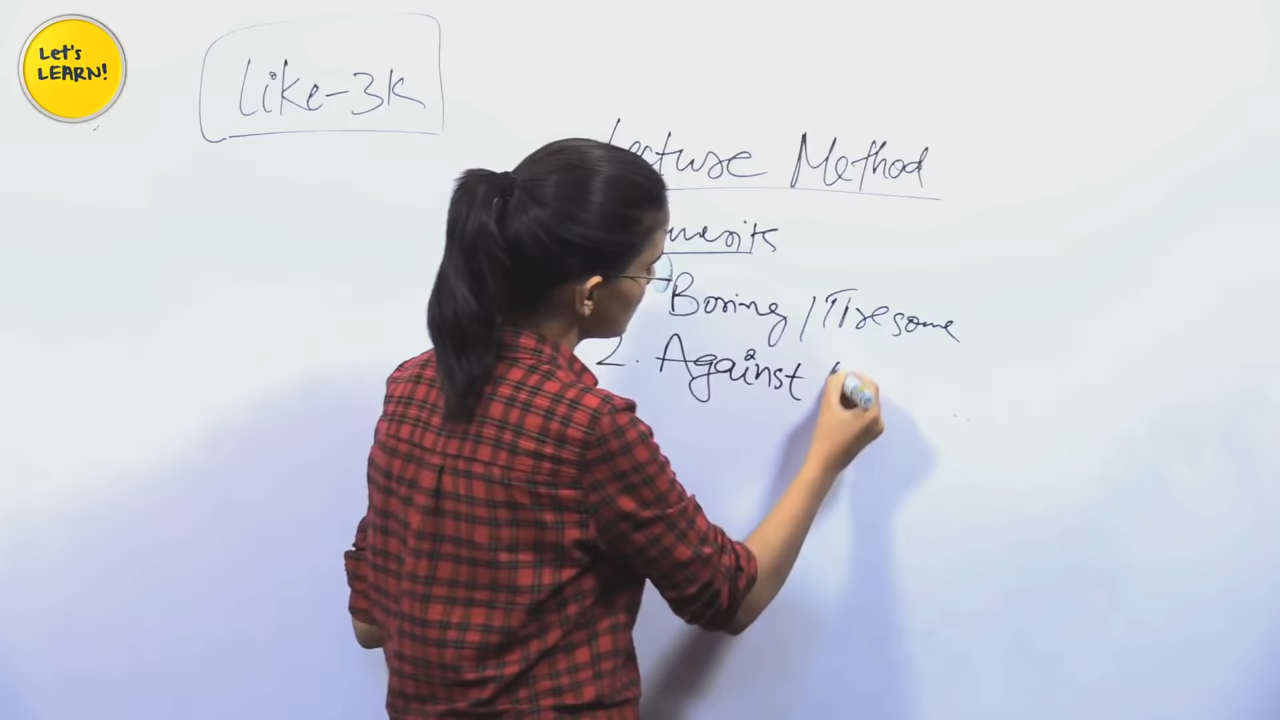 Let's
LEARN!
Like-3k
Lecture Method
merits
Boring / Tiresome
2. Against